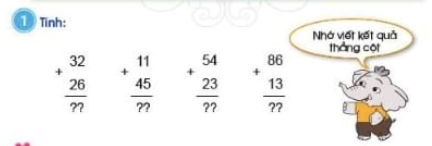 1 Tính:
Nhớ viết kết quả
thẳng cột
+ 32 + 11 + 54 + 86
26 45 23 13
?? ?? ?? ??